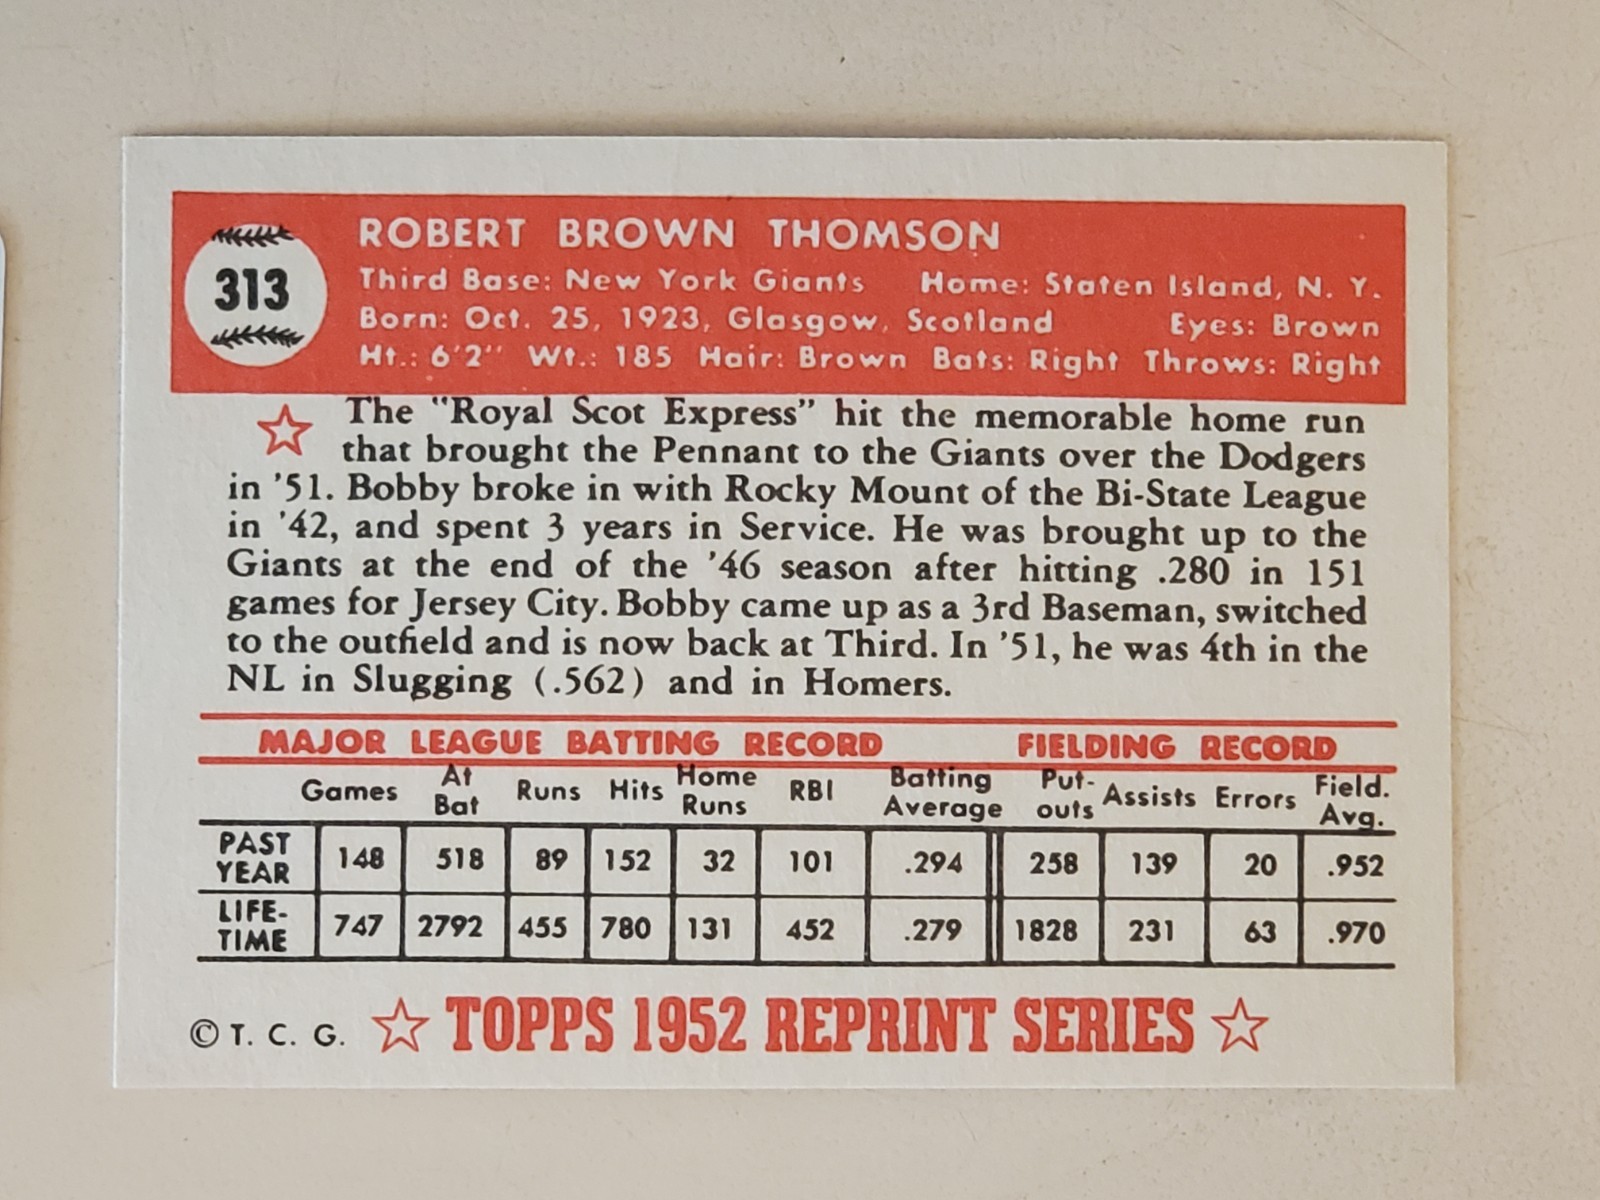 313
ROBERT BROWN THOMSON
Third Base: New York Giants Home: Staten Island, N. Y.
Born: Oct. 25, 1923, Glasgow, Scotland Eyes: Brown
Ht.: 6'2" Wt.: 185 Hair: Brown Bats: Right Throws: Right
The "Royal Scot Express" hit the memorable home run
that brought the Pennant to the Giants over the Dodgers
in '51. Bobby broke in with Rocky Mount of the Bi-State League
in '42, and spent 3 years in Service. He was brought up to the
Giants at the end of the '46 season after hitting .280 in 151
games for Jersey City. Bobby came up as a 3rd Baseman, switched
to the outfield and is now back at Third. In '51, he was 4th in the
NL in Slugging (.562) and in Homers.
MAJOR LEAGUE BATTING RECORD FIELDING RECORD
Games At Bat Runs Hits Home Runs RBI Batting Average Put-outs Assists Errors Field. Avg.
PAST YEAR 148 518 89 152 32 101 .294 258 139 20 .952
LIFE-TIME 747 2792 455 780 131 452 .279 1828 231 63 .970
© T. C. G. TOPPS 1952 REPRINT SERIES